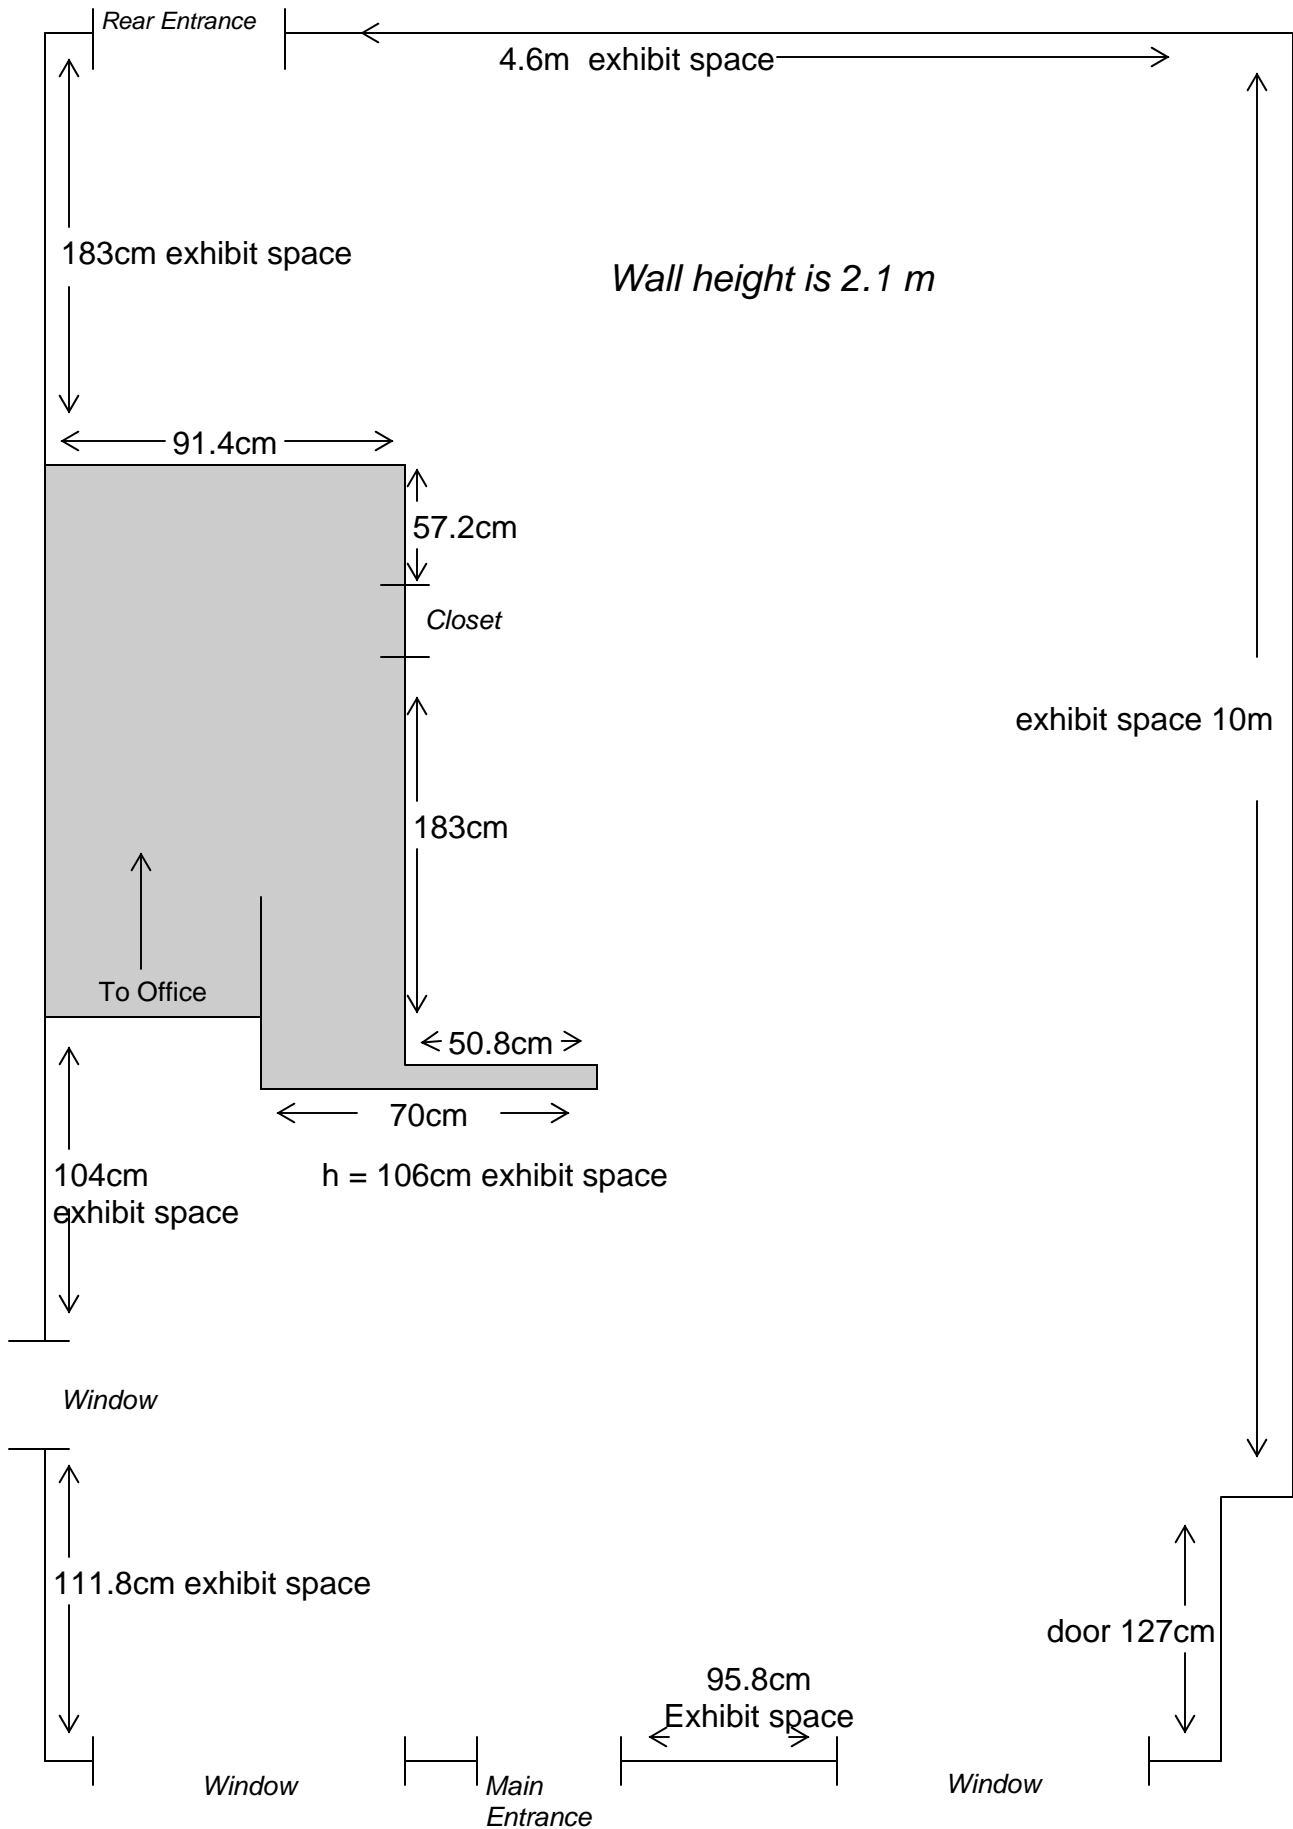 Rear Entrance
4.6m  exhibit space
183cm exhibit space
Wall height is 2.1 m
91.4cm
57.2cm
Closet
exhibit space 10m
183cm
To Office
50.8cm
70cm
104cm
exhibit space
h = 106cm exhibit space
Window
111.8cm exhibit space
door 127cm
95.8cm
Exhibit space
Window
Main
Entrance
Window